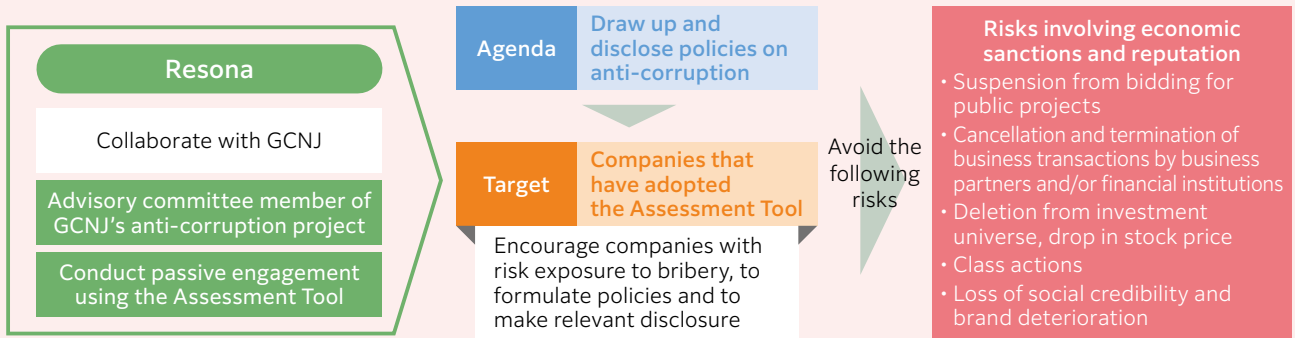 Resona
Collaborate with GCNJ
Advisory committee member of
GCNJ's anti-corruption project
Conduct passive engagement
using the Assessment Tool
Agenda
Draw up and
disclose policies on
anti-corruption
Target
Companies that
have adopted
the Assessment Tool
Encourage companies with
risk exposure to bribery, to
formulate policies and to
make relevant disclosure
Avoid the
following
risks
Risks involving economic
sanctions and reputation
• Suspension from bidding for
public projects
• Cancellation and termination of
business transactions by business
partners and/or financial institutions
• Deletion from investment
universe, drop in stock price
• Class actions
• Loss of social credibility and
brand deterioration